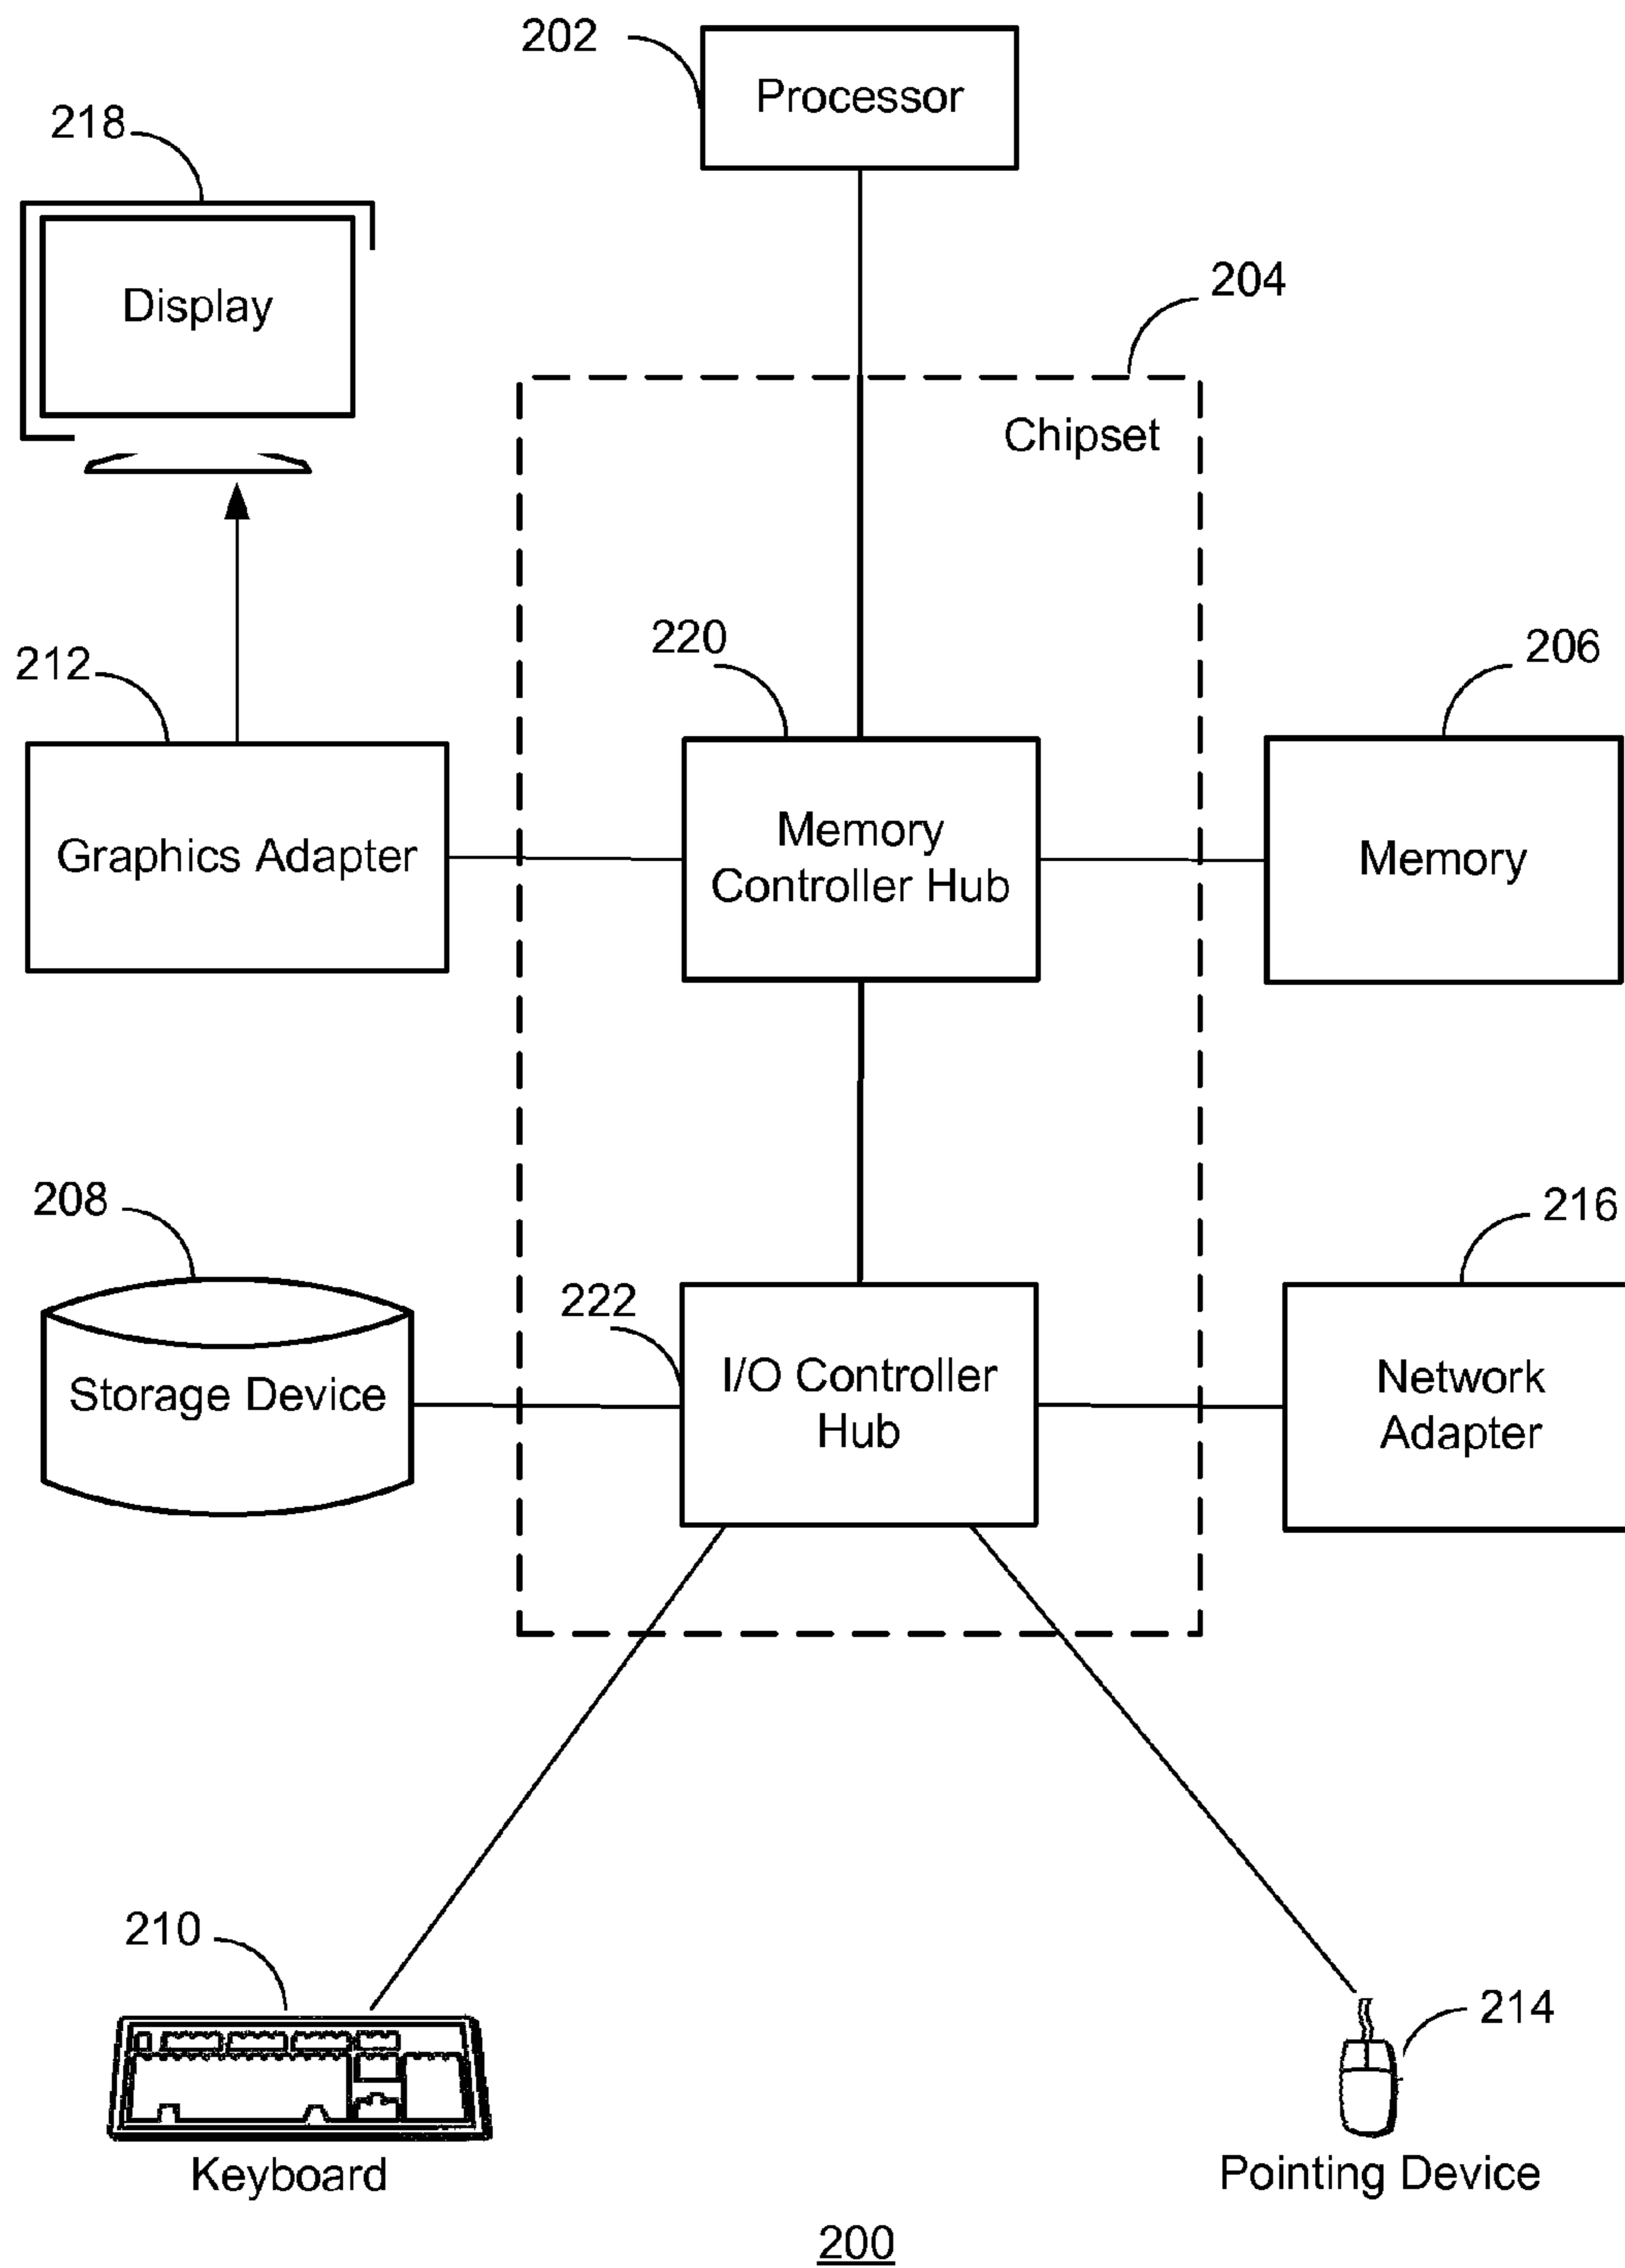 202
Processor
218
Display
204
Chipset
220
206
212
Memory
Controller Hub
Graphics Adapter
Memory
208
216
222
I/O Controller
Hub
Storage Device
Network
Adapter
210
214
Keyboard
Pointing Device
200